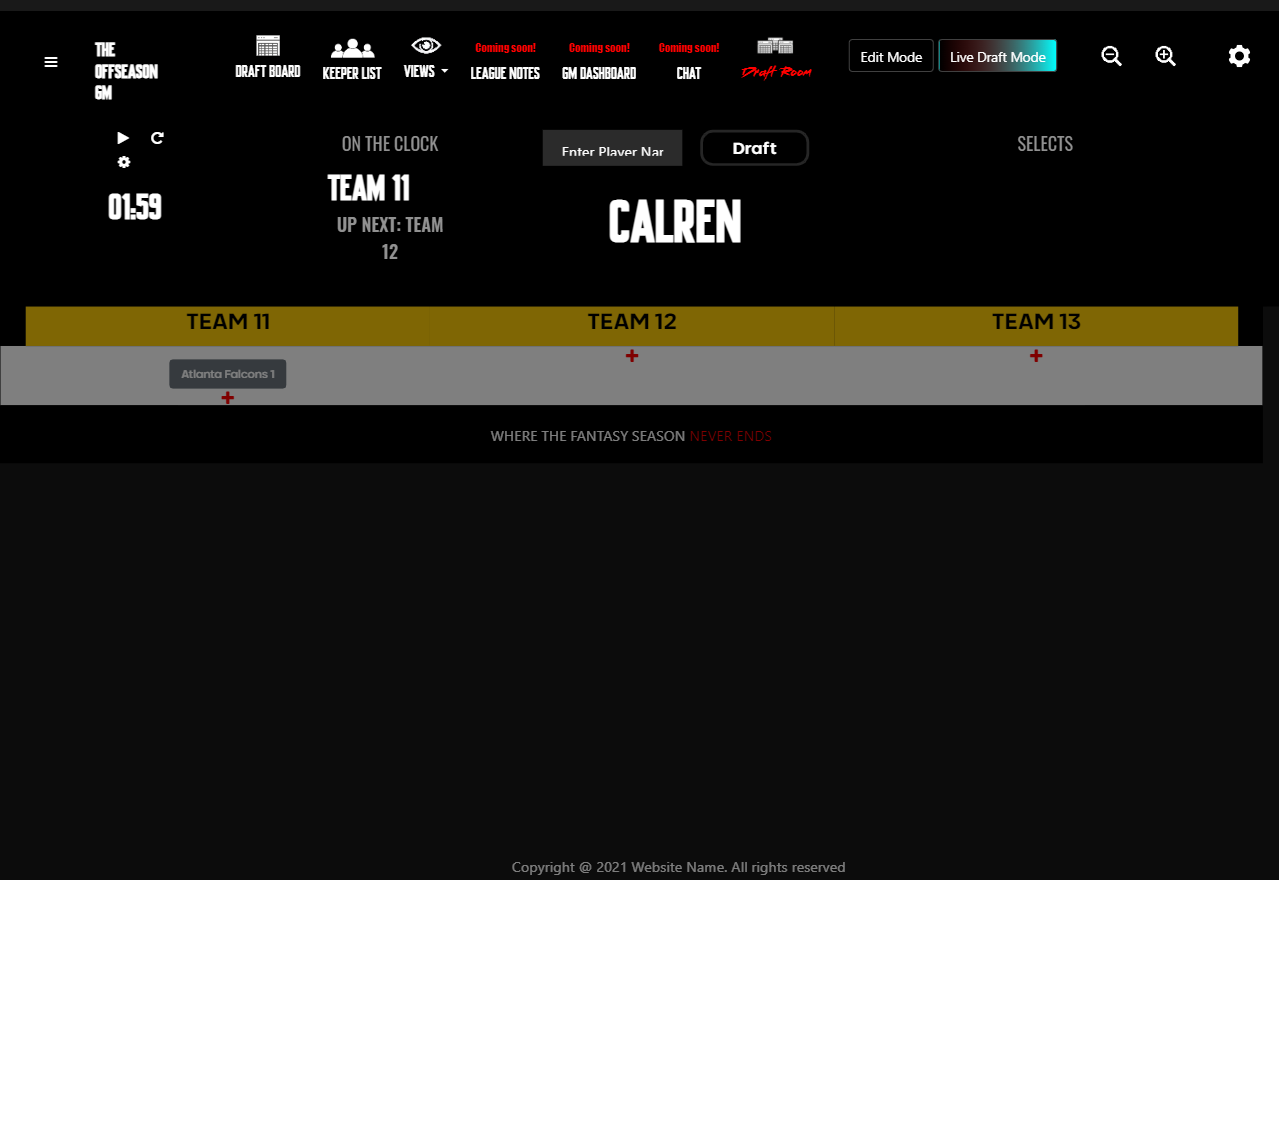 THE
OFFSEASON
GM
DRAFT BOARD
KEEPER LIST
VIEWS
Coming soon!
LEAGUE NOTES
Coming soon!
GM DASHBOARD
Coming soon!
CHAT
Draft Room
Edit Mode
Live Draft Mode
01:59
ON THE CLOCK
TEAM 11
UP NEXT: TEAM
12
Enter Player Nar
Draft
CALREN
SELECTS
TEAM 11
TEAM 12
TEAM 13
Atlanta Falcons 1
WHERE THE FANTASY SEASON NEVER ENDS
Copyright @ 2021 Website Name. All rights reserved